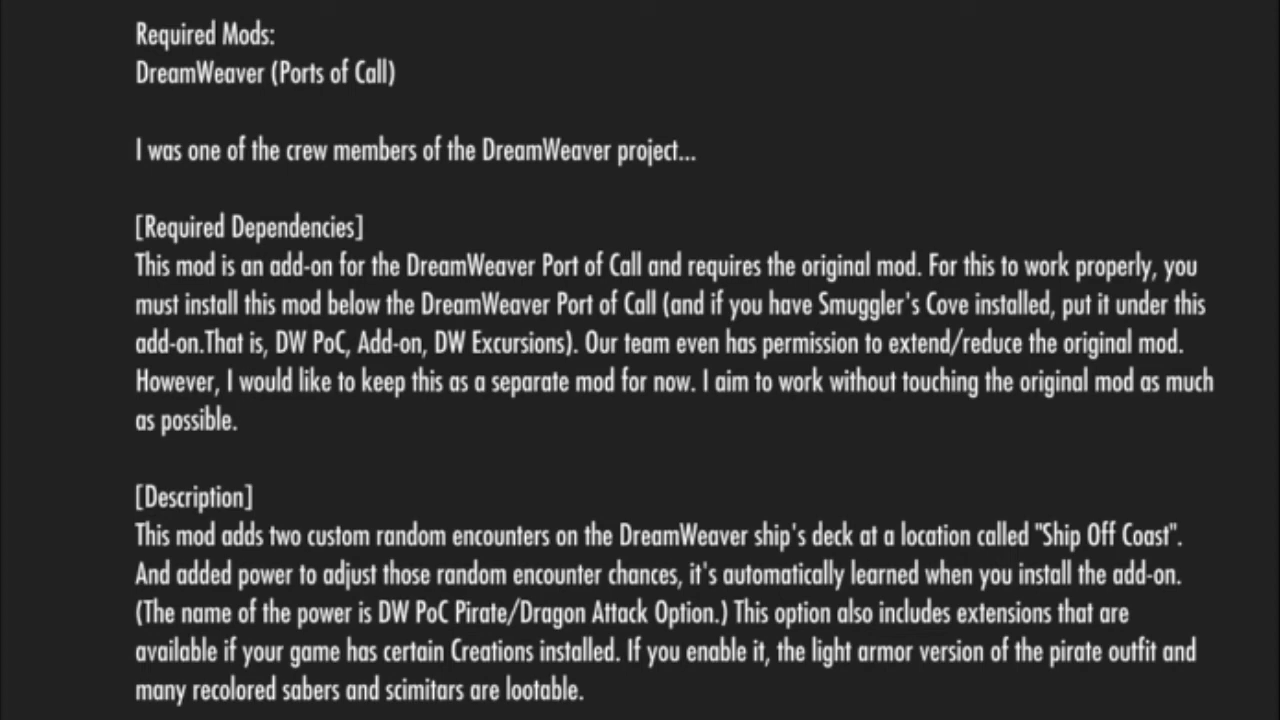 Required Mods:
DreamWeaver (Ports of Call)
I was one of the crew members of the DreamWeaver project...
[Required Dependencies]
This mod is an add-on for the DreamWeaver Port of Call and requires the original mod. For this to work properly, you
must install this mod below the DreamWeaver Port of Call (and if you have Smuggler's Cove installed, put it under this
add-on.That is, DW PoC, Add-on, DW Excursions). Our team even has permission to extend/reduce the original mod.
However, I would like to keep this as a separate mod for now. I aim to work without touching the original mod as much
as possible.
[Description]
This mod adds two custom random encounters on the DreamWeaver ship's deck at a location called "Ship Off Coast".
And added power to adjust those random encounter chances, it's automatically learned when you install the add-on.
(The name of the power is DW PoC Pirate/Dragon Attack Option.) This option also includes extensions that are
available if your game has certain Creations installed. If you enable it, the light armor version of the pirate outfit and
many recolored sabers and scimitars are lootable.